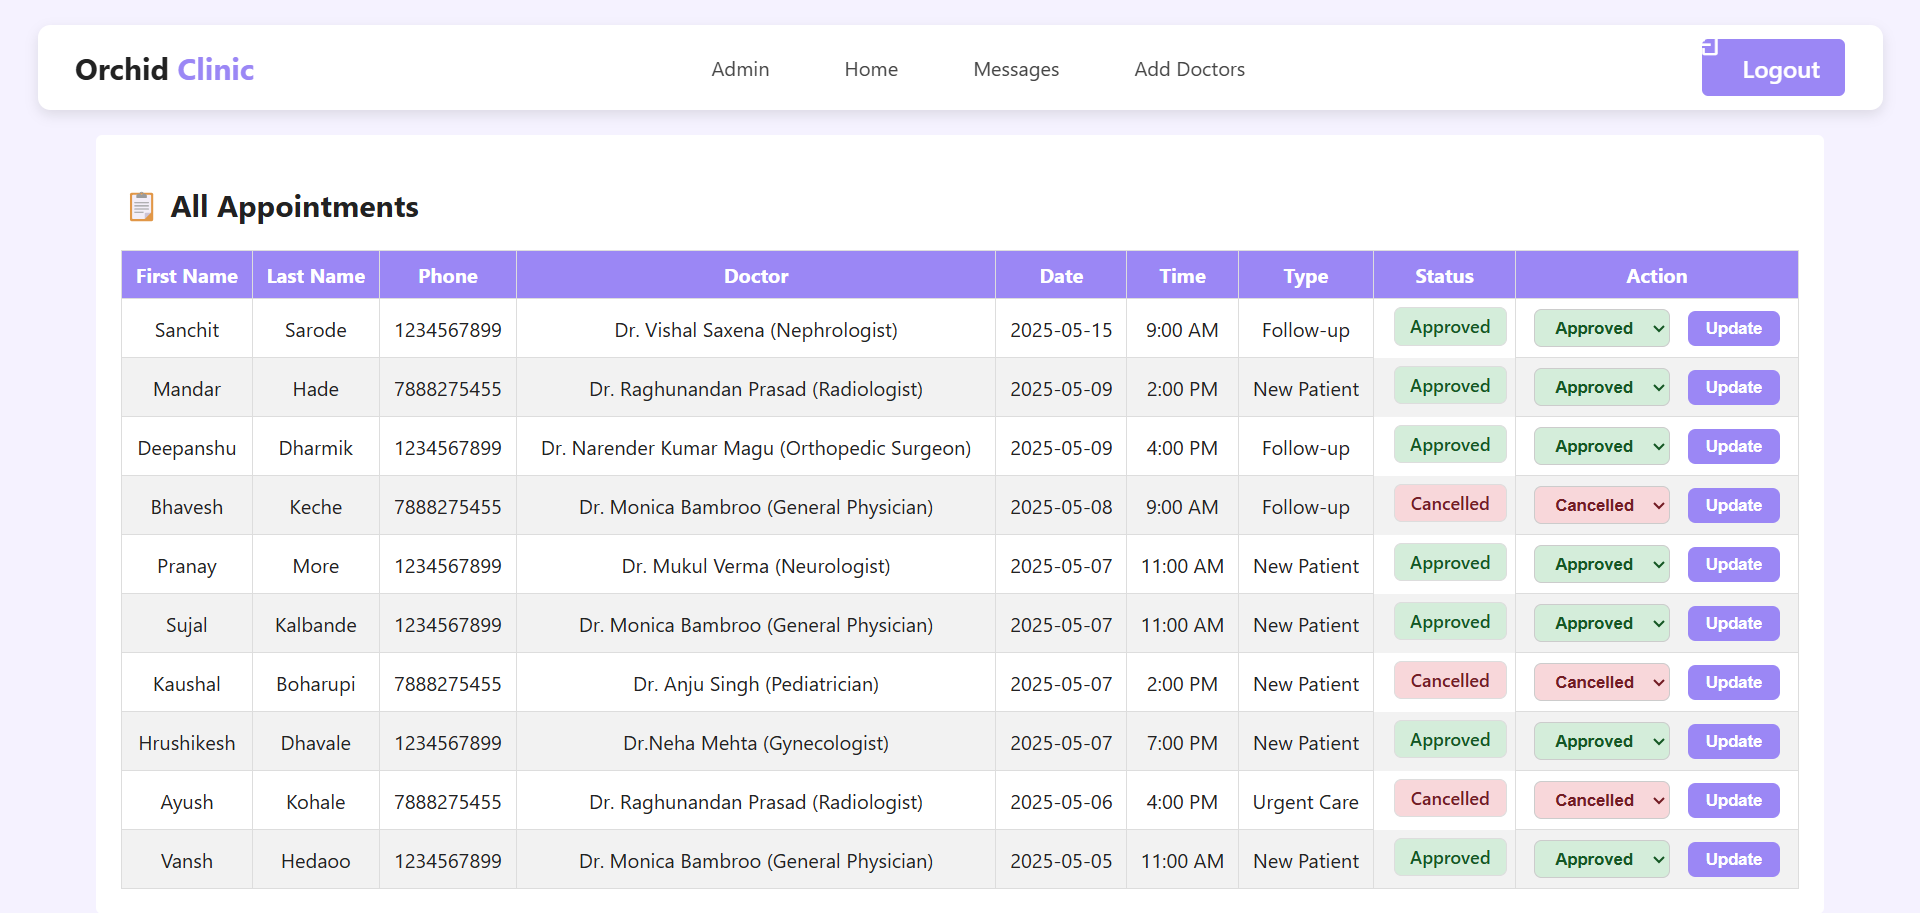 Orchid Clinic Admin Home Messages Add Doctors Logout
All Appointments
First Name Last Name Phone Doctor Date Time Type Status Action
Sanchit Sarode 1234567899 Dr. Vishal Saxena (Nephrologist) 2025-05-15 9:00 AM Follow-up Approved Approved Update
Mandar Hade 7888275455 Dr. Raghunandan Prasad (Radiologist) 2025-05-09 2:00 PM New Patient Approved Approved Update
Deepanshu Dharmik 1234567899 Dr. Narender Kumar Magu (Orthopedic Surgeon) 2025-05-09 4:00 PM Follow-up Approved Approved Update
Bhavesh Keche 7888275455 Dr. Monica Bambroo (General Physician) 2025-05-08 9:00 AM Follow-up Cancelled Cancelled Update
Pranay More 1234567899 Dr. Mukul Verma (Neurologist) 2025-05-07 11:00 AM New Patient Approved Approved Update
Sujal Kalbande 1234567899 Dr. Monica Bambroo (General Physician) 2025-05-07 11:00 AM New Patient Approved Approved Update
Kaushal Boharupi 7888275455 Dr. Anju Singh (Pediatrician) 2025-05-07 2:00 PM New Patient Cancelled Cancelled Update
Hrushikesh Dhavale 1234567899 Dr.Neha Mehta (Gynecologist) 2025-05-07 7:00 PM New Patient Approved Approved Update
Ayush Kohale 7888275455 Dr. Raghunandan Prasad (Radiologist) 2025-05-06 4:00 PM Urgent Care Cancelled Cancelled Update
Vansh Hedaoo 1234567899 Dr. Monica Bambroo (General Physician) 2025-05-05 11:00 AM New Patient Approved Approved Update